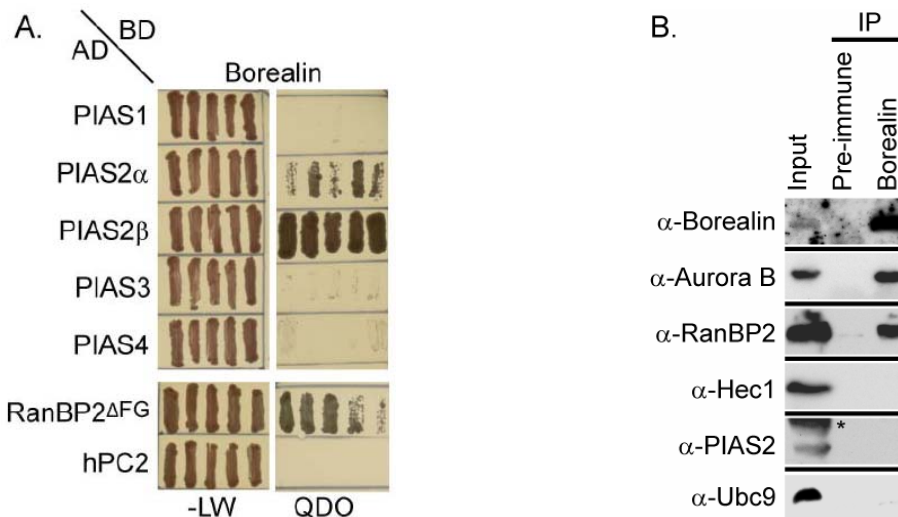 A.
BD
AD
Borealin
PIAS1
PIAS2α
PIAS2β
PIAS3
PIAS4
RanBP2ΔFG
hPC2
-LW QDO
B.
IP
Input
Pre-immune
Borealin
α-Borealin
α-Aurora B
α-RanBP2
α-Hec1
*
α-PIAS2
α-Ubc9